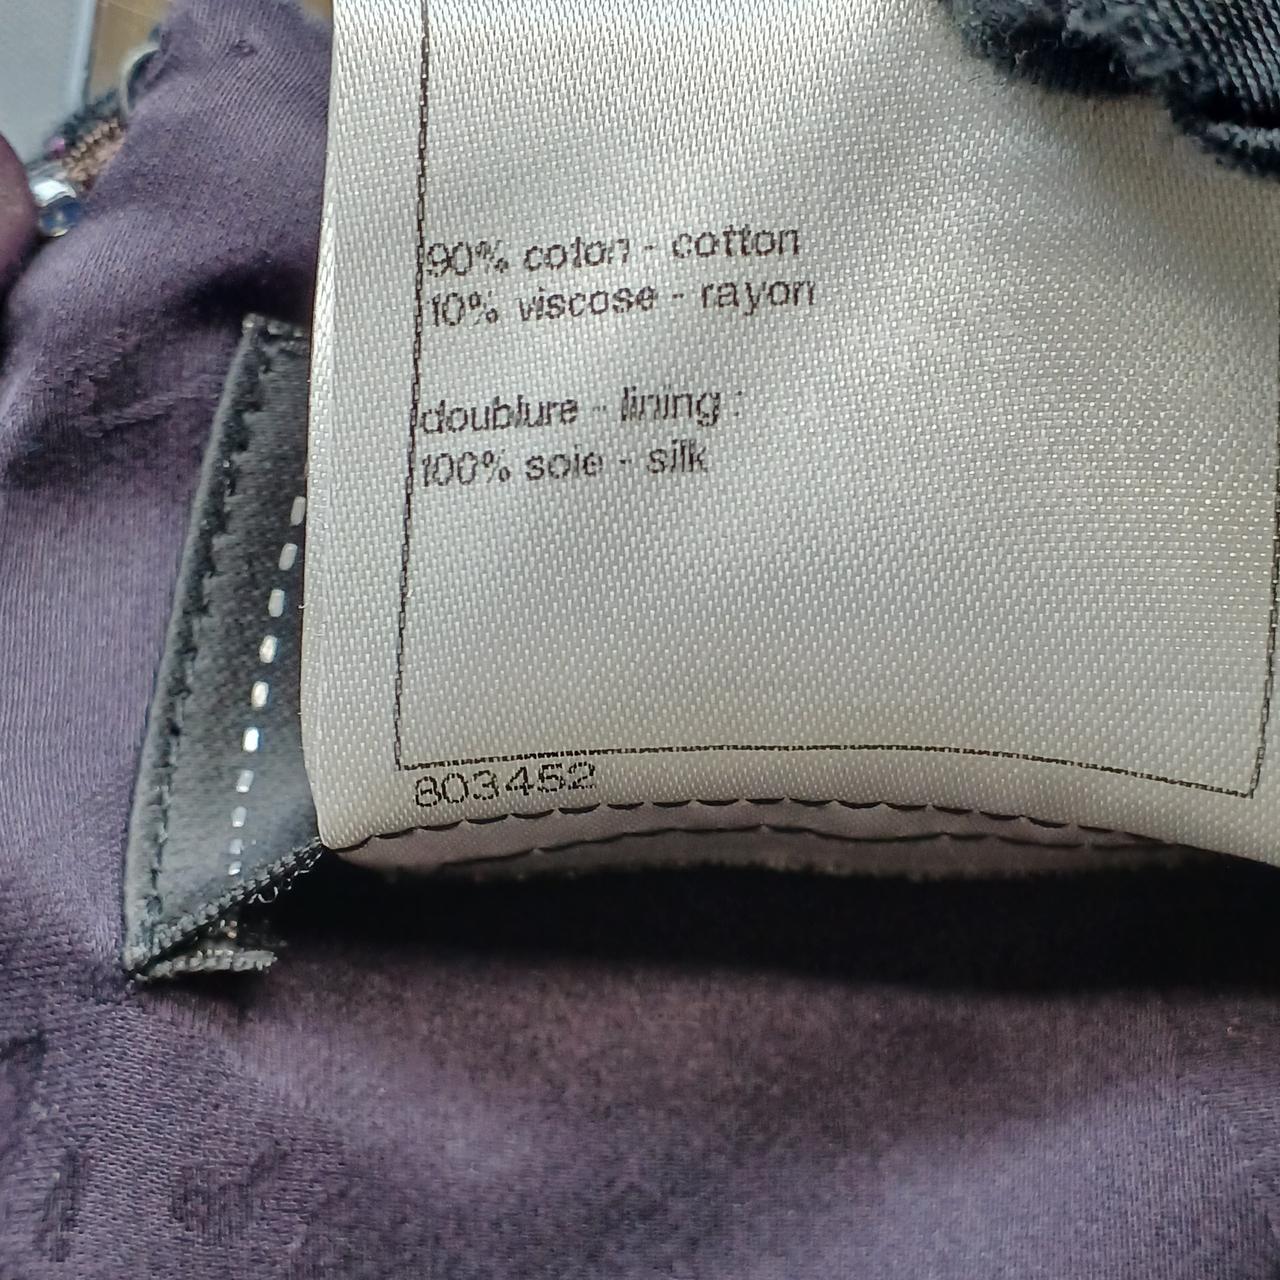 90% coton - cotton
10% viscose - rayon
doublure - lining :
100% soie - silk
803452